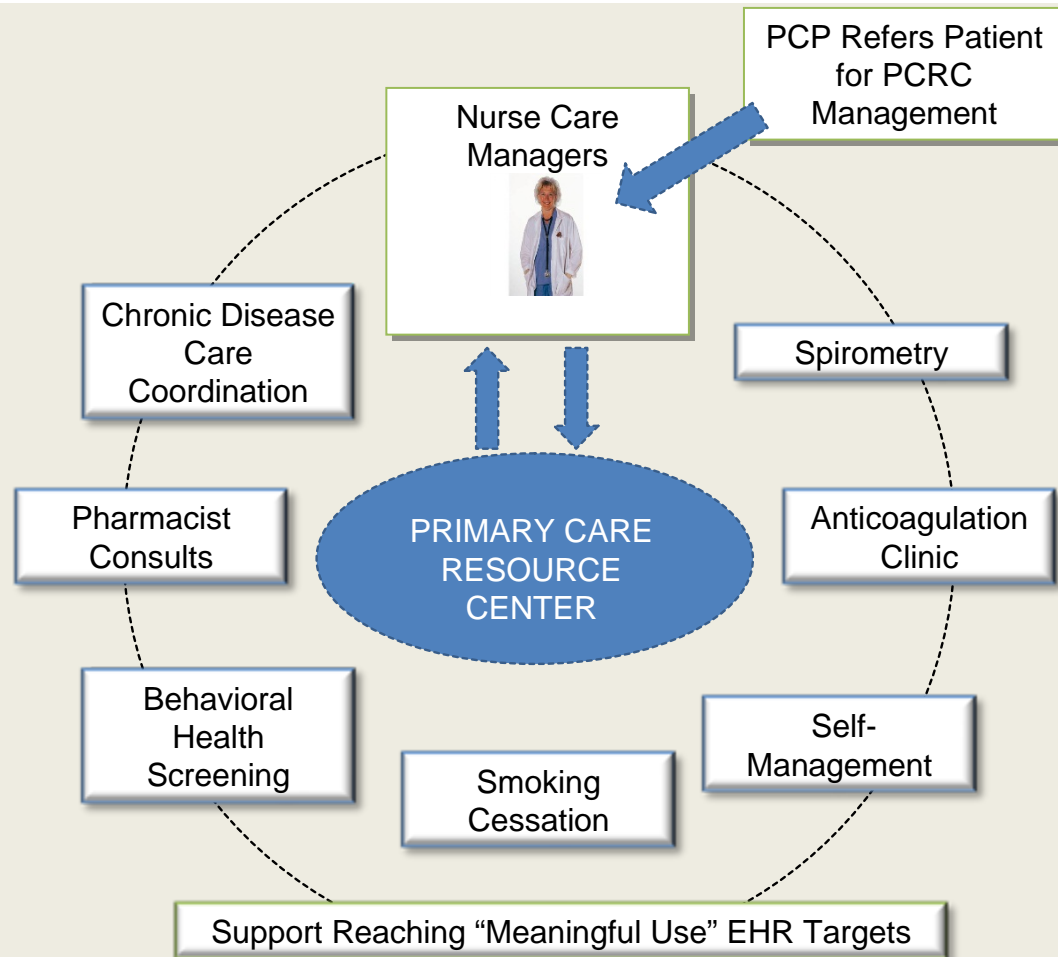 PCP Refers Patient
for PCRC
Management
Nurse Care
Managers
Chronic Disease
Care
Coordination
Spirometry
Pharmacist
Consults
PRIMARY CARE
RESOURCE
CENTER
Anticoagulation
Clinic
Behavioral
Health
Screening
Self-
Management
Smoking
Cessation
Support Reaching “Meaningful Use” EHR Targets